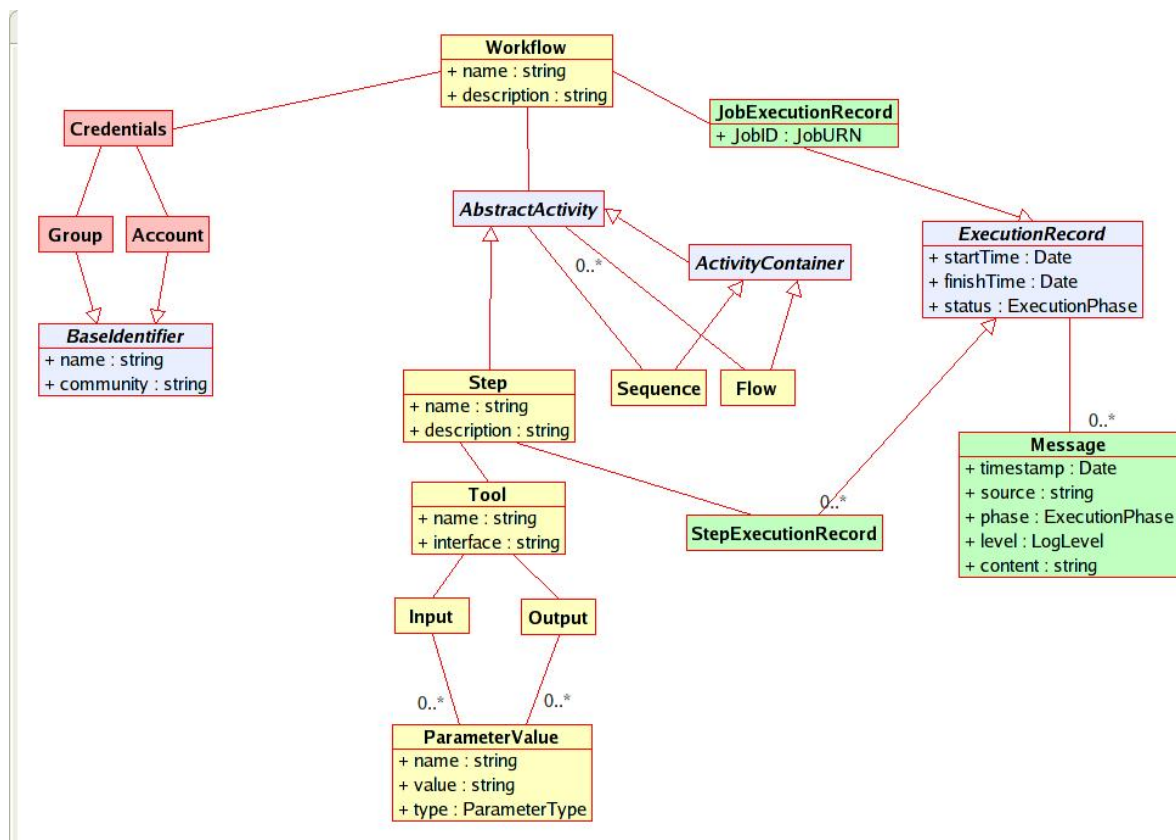 Workflow
+ name : string
+ description : string
JobExecutionRecord
+ JobID : JobURN
Credentials
AbstractActivity
Group
Account
ExecutionRecord
+ startTime : Date
+ finishTime : Date
+ status : ExecutionPhase
0..*
ActivityContainer
BaseIdentifier
+ name : string
+ community : string
Step
+ name : string
+ description : string
Sequence
Flow
0..*
Message
+ timestamp : Date
+ source : string
+ phase : ExecutionPhase
+ level : LogLevel
+ content : string
Tool
+ name : string
+ interface : string
0..*
StepExecutionRecord
Input
Output
0..*
0..*
ParameterValue
+ name : string
+ value : string
+ type : ParameterType